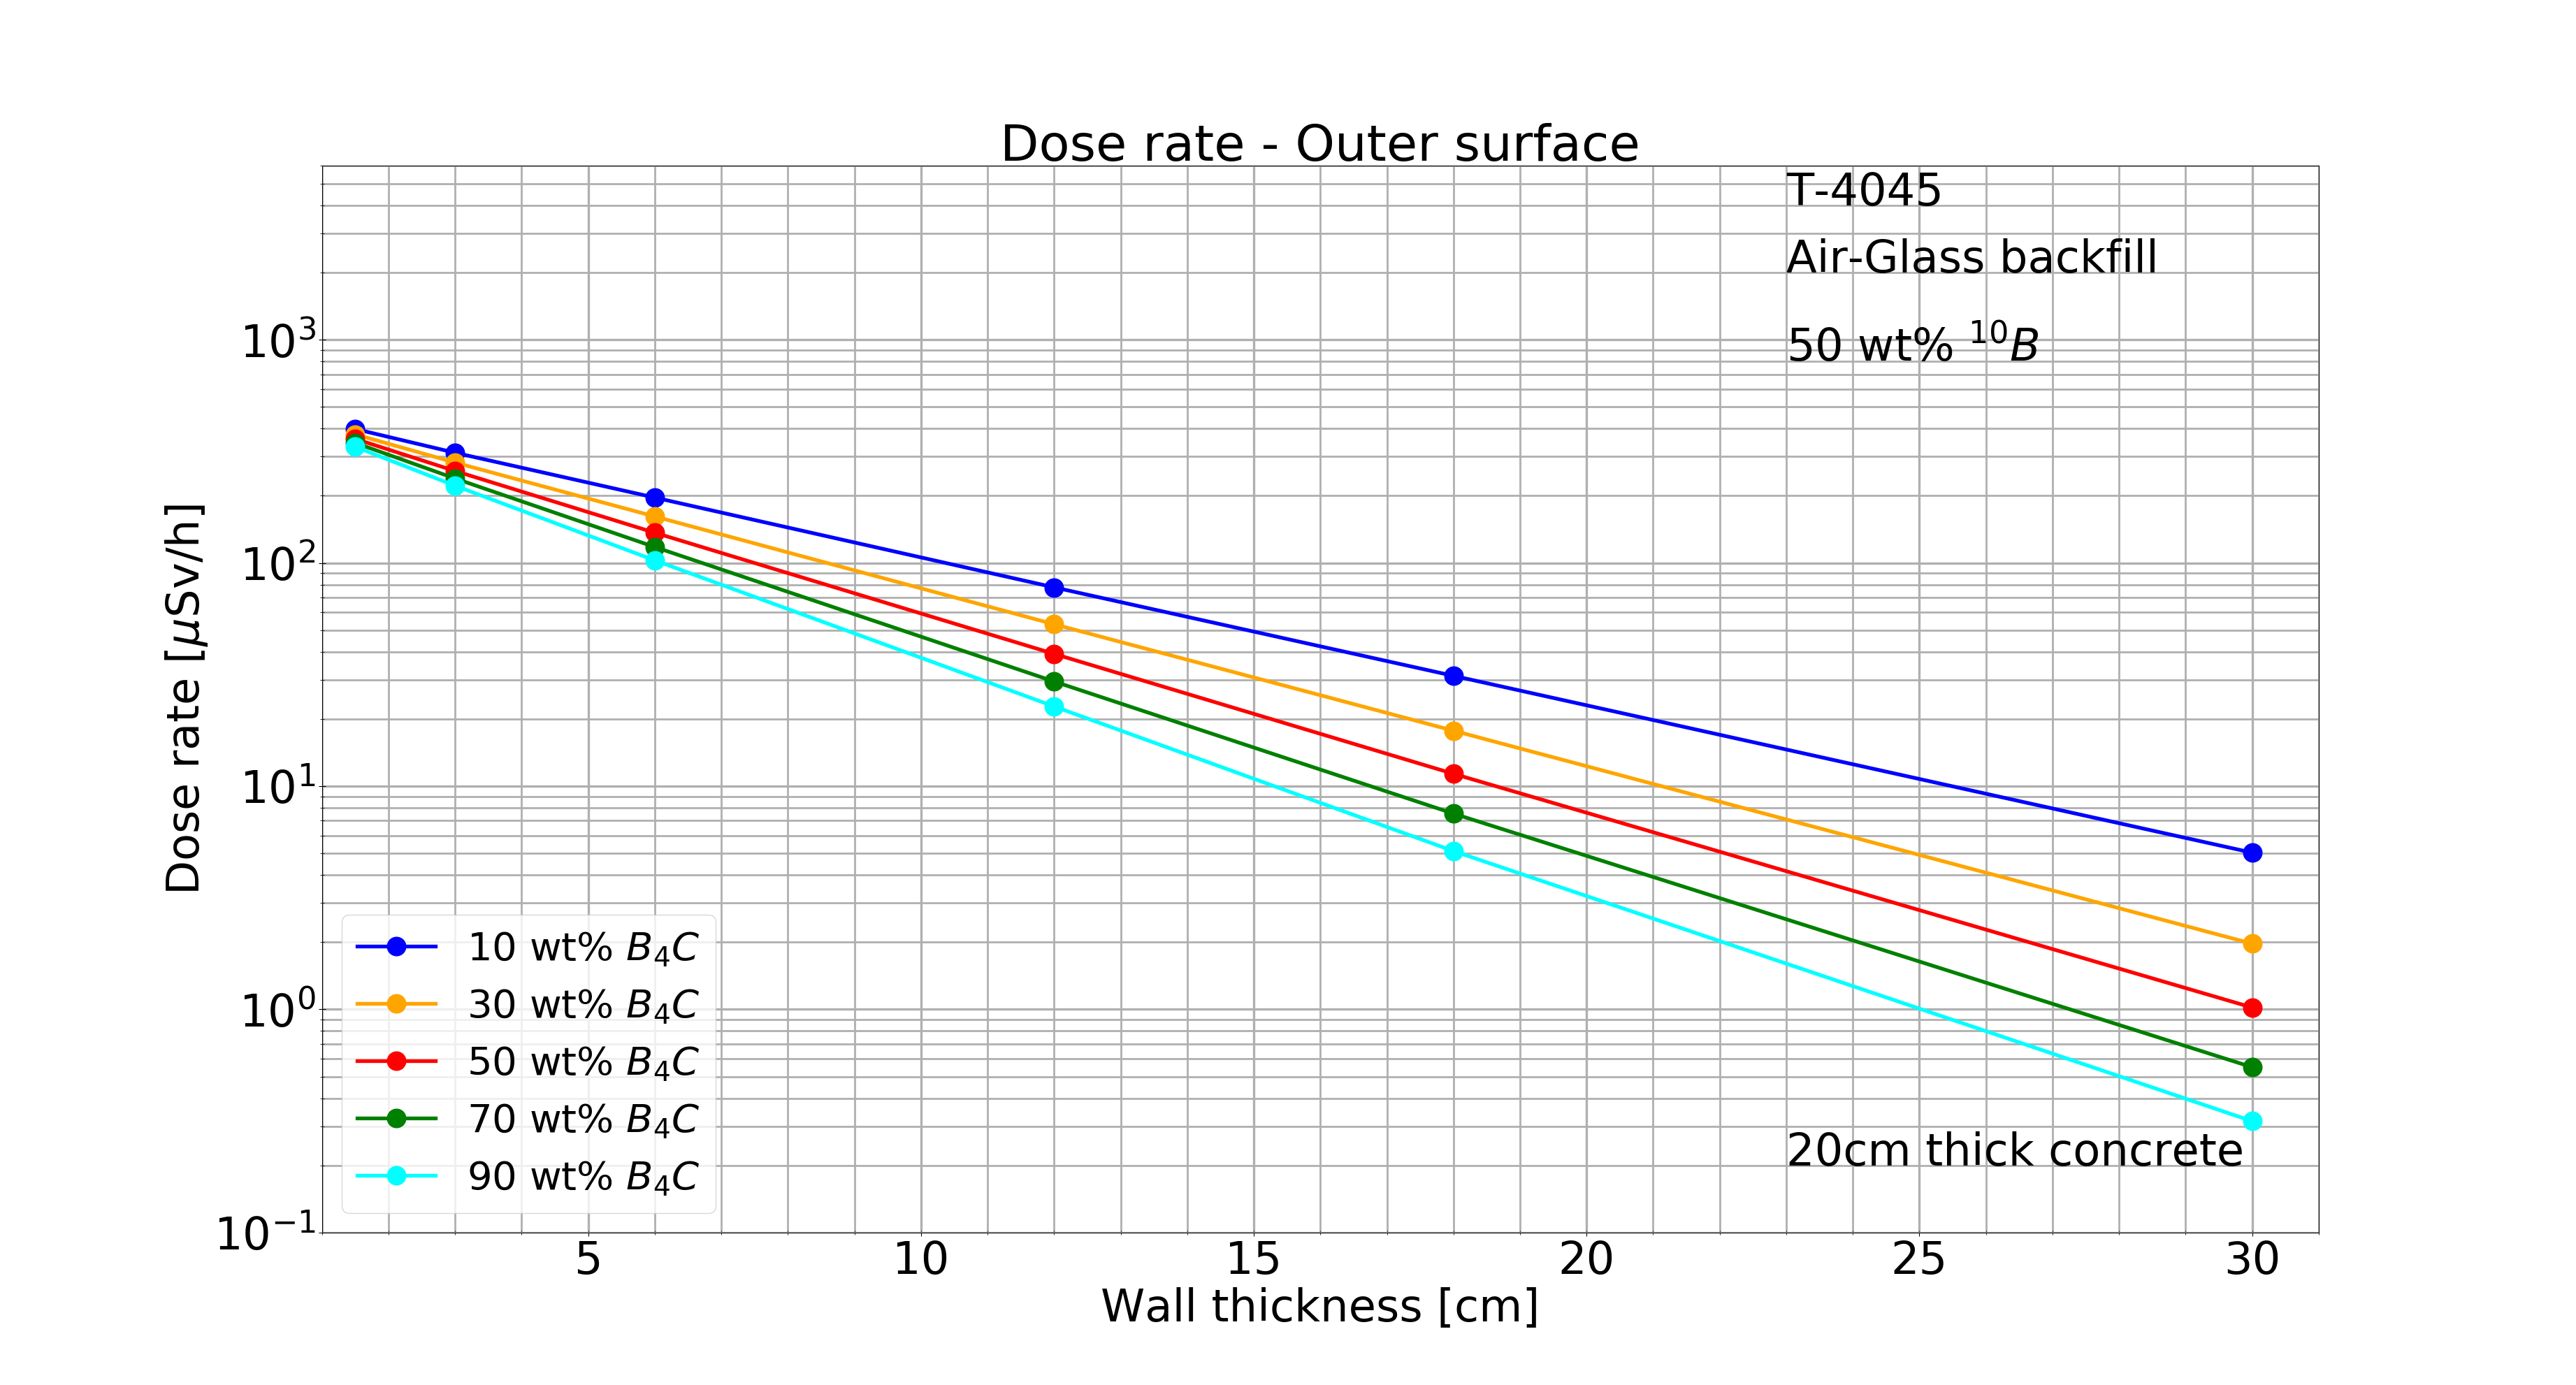 Dose rate - Outer surface
T-4045
Air-Glass backfill
50 wt% ¹⁰B
Dose rate [μSv/h]
10³
10²
10¹
10⁰
10⁻¹
10 wt% B₄C
30 wt% B₄C
50 wt% B₄C
70 wt% B₄C
90 wt% B₄C
20cm thick concrete
5 10 15 20 25 30
Wall thickness [cm]